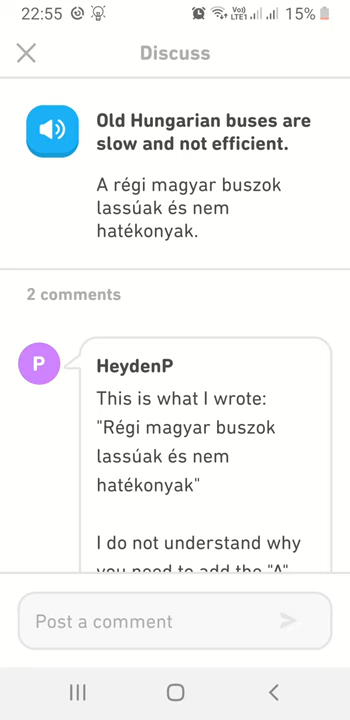 22:55 Vo) LTE1 15%
Discuss
Old Hungarian buses are
slow and not efficient.
A régi magyar buszok
lassúak és nem
hatékonyak.
2 comments
P
HeydenP
This is what I wrote:
"Régi magyar buszok
lassúak és nem
hatékonyak"
I do not understand why
you need to add the "A"
Post a comment